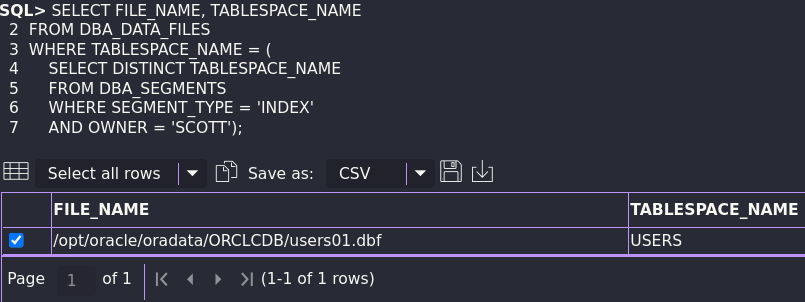 SQL> SELECT FILE_NAME, TABLESPACE_NAME
2 FROM DBA_DATA_FILES
3 WHERE TABLESPACE_NAME = (
4 SELECT DISTINCT TABLESPACE_NAME
5 FROM DBA_SEGMENTS
6 WHERE SEGMENT_TYPE = 'INDEX'
7 AND OWNER = 'SCOTT');
Select all rows Save as: CSV
FILE_NAME TABLESPACE_NAME
/opt/oracle/oradata/ORCLCDB/users01.dbf USERS
Page 1 of 1 (1-1 of 1 rows)